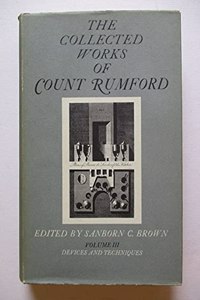 THE
COLLECTED
WORKS
OF
COUNT RUMFORD
EDITED BY SANBORN C. BROWN
VOLUME III
DEVICES AND TECHNIQUES